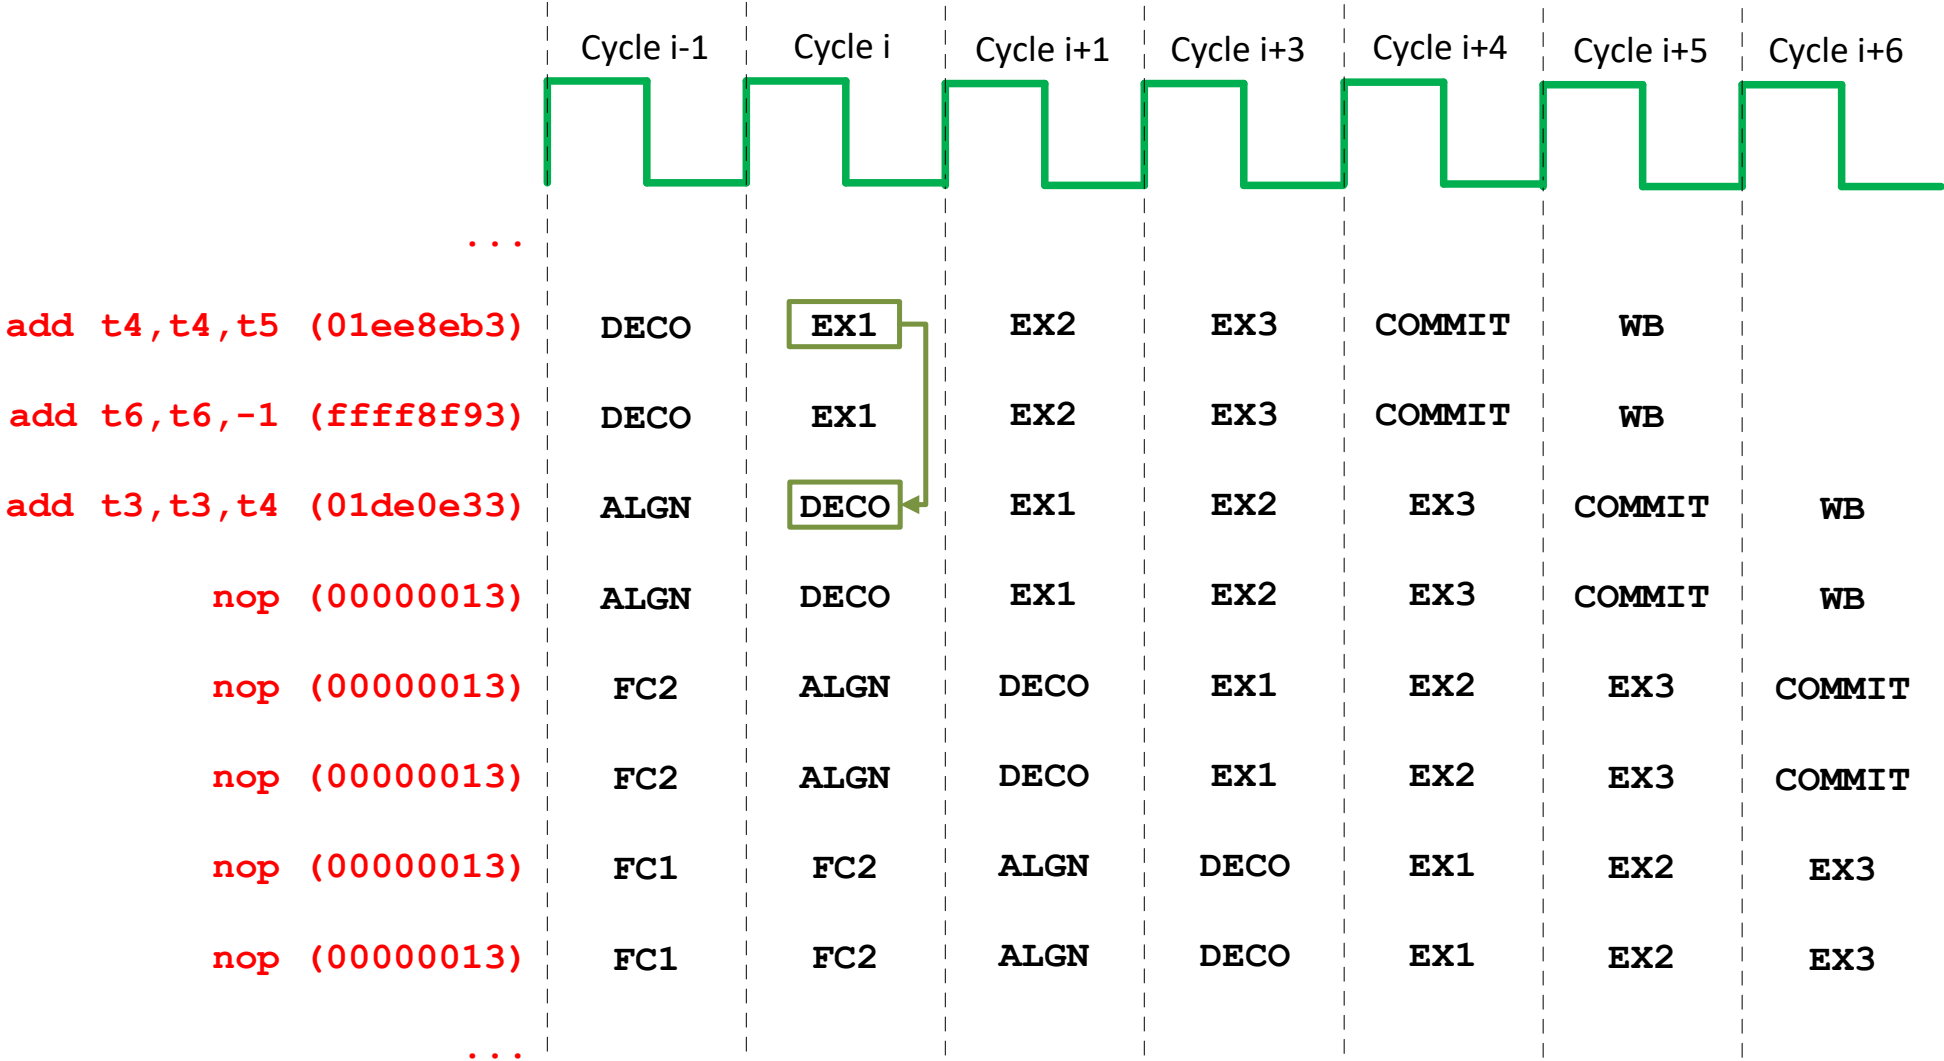 Cycle i-1 Cycle i Cycle i+1 Cycle i+3 Cycle i+4 Cycle i+5 Cycle i+6
...
add t4,t4,t5 (01ee8eb3) DECO EX1 EX2 EX3 COMMIT WB
add t6,t6,-1 (ffff8f93) DECO EX1 EX2 EX3 COMMIT WB
add t3,t3,t4 (01de0e33) ALGN DECO EX1 EX2 EX3 COMMIT WB
nop (00000013) ALGN DECO EX1 EX2 EX3 COMMIT WB
nop (00000013) FC2 ALGN DECO EX1 EX2 EX3 COMMIT
nop (00000013) FC2 ALGN DECO EX1 EX2 EX3 COMMIT
nop (00000013) FC1 FC2 ALGN DECO EX1 EX2 EX3
nop (00000013) FC1 FC2 ALGN DECO EX1 EX2 EX3
...